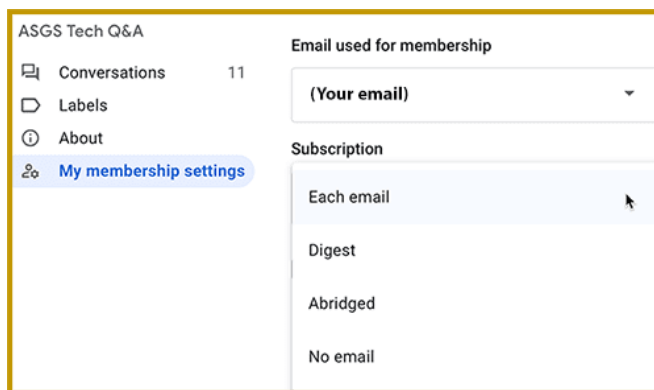 ASGS Tech Q&A
Conversations 11
Labels
About
My membership settings
Email used for membership
(Your email)
Subscription
Each email
Digest
Abridged
No email